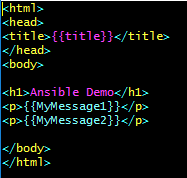 <html>
<head>
<title>{{title}}</title>
</head>
<body>
<h1>Ansible Demo</h1>
<p>{{MyMessage1}}</p>
<p>{{MyMessage2}}</p>
</body>
</html>